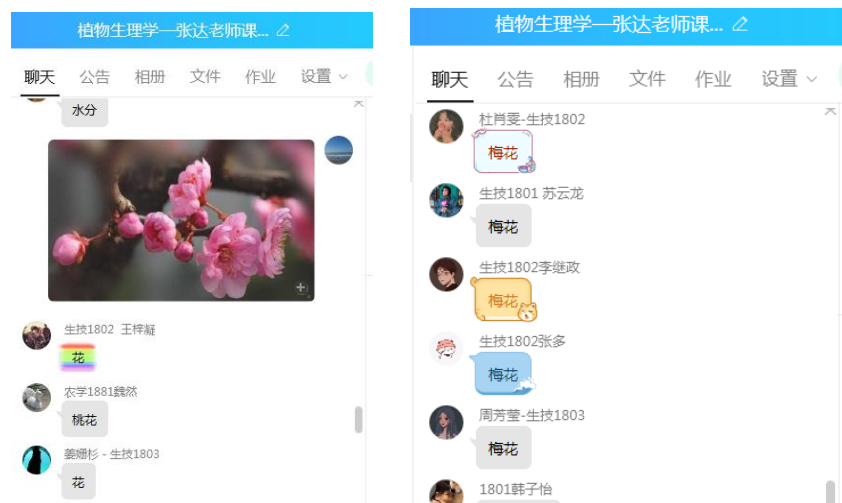 植物生理学—张达老师课...
聊天 公告 相册 文件 作业 设置
水分
生技1802 王梓凝
花
农学1881魏然
桃花
姜姗杉 - 生技1803
花
植物生理学—张达老师课...
聊天 公告 相册 文件 作业 设置
杜肖雯-生技1802
梅花
生技1801 苏云龙
梅花
生技1802李继政
梅花
生技1802张多
梅花
周芳莹-生技1803
梅花
1801韩子怡